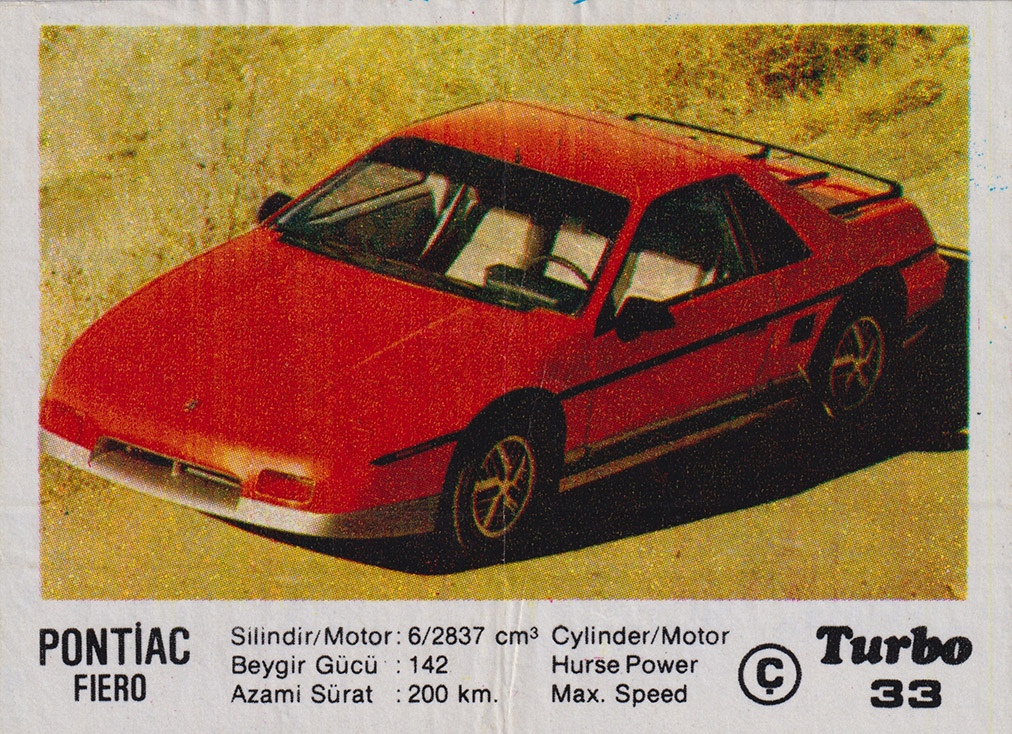 PONTİAC
FIERO
Silindir/Motor : 6/2837 cm³ Cylinder/Motor
Beygir Gücü : 142 Hurse Power
Azami Sürat : 200 km. Max. Speed
Ç
Turbo
33